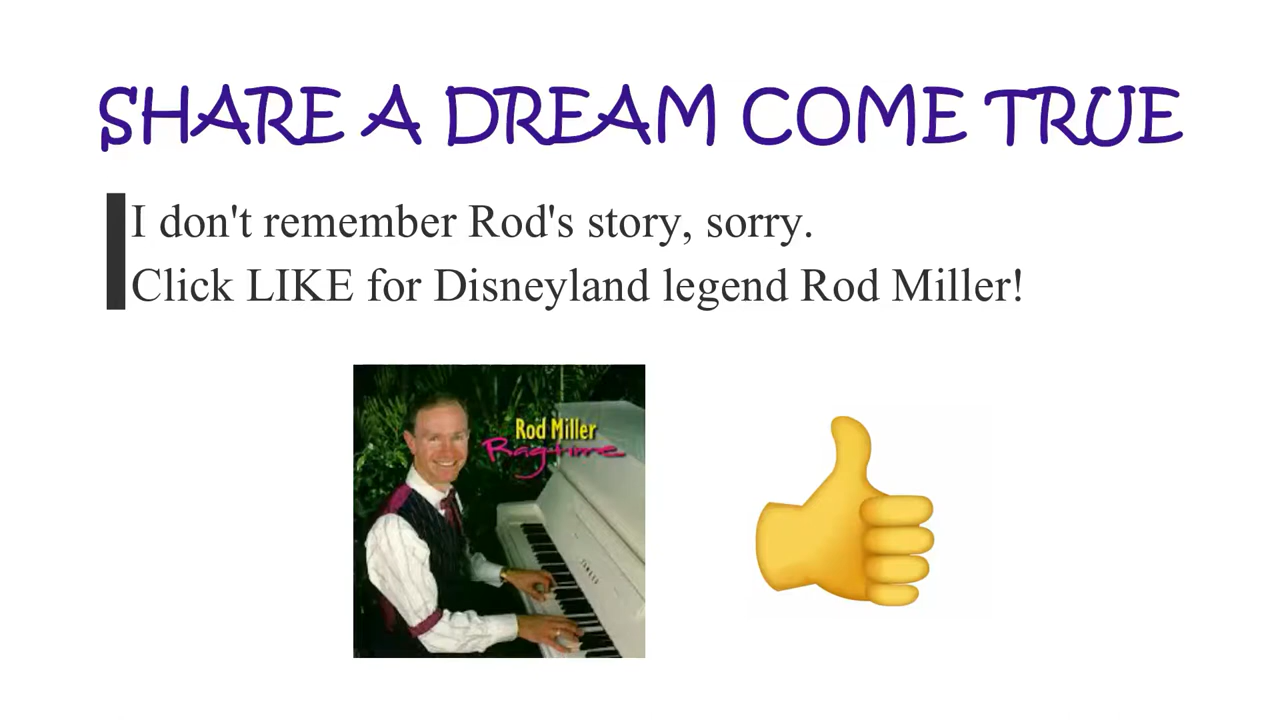 SHARE A DREAM COME TRUE
I don't remember Rod's story, sorry.
Click LIKE for Disneyland legend Rod Miller!
Rod Miller
Ragtime
YAMAHA